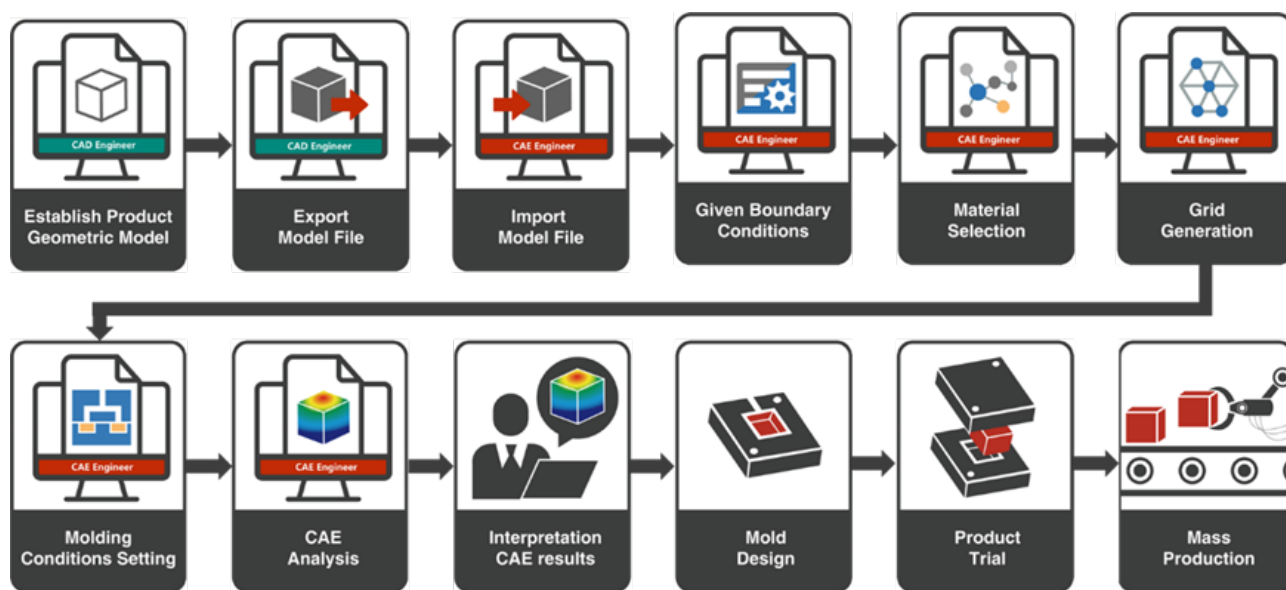 CAD Engineer
Establish Product
Geometric Model
CAD Engineer
Export
Model File
CAE Engineer
Import
Model File
CAE Engineer
Given Boundary
Conditions
CAE Engineer
Material
Selection
CAE Engineer
Grid
Generation
CAE Engineer
Molding
Conditions Setting
CAE Engineer
CAE
Analysis
Interpretation
CAE results
Mold
Design
Product
Trial
Mass
Production